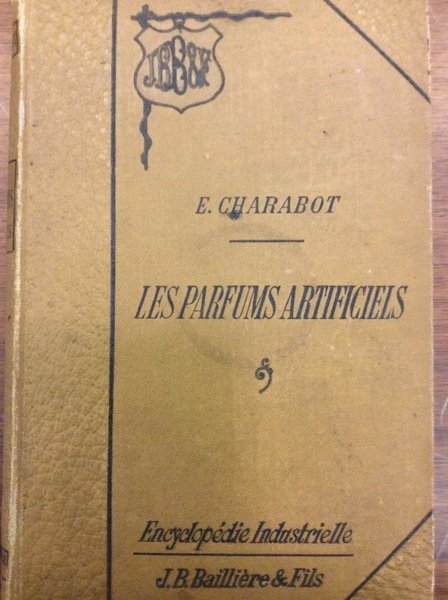 J.B.B&F
E. CHARABOT
LES PARFUMS ARTIFICIELS
Encyclopédie Industrielle
J. B. Baillière & Fils